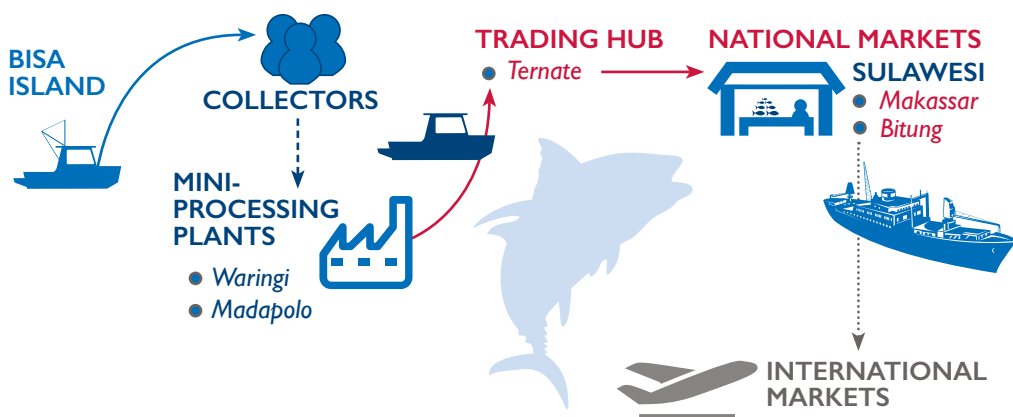 BISA
ISLAND
COLLECTORS
MINI-
PROCESSING
PLANTS
Waringi
Madapolo
TRADING HUB
Ternate
NATIONAL MARKETS
SULAWESI
Makassar
Bitung
INTERNATIONAL
MARKETS